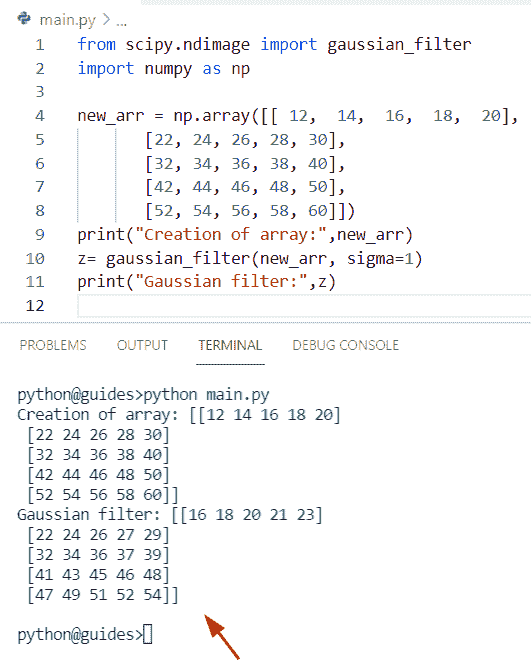 main.py > ...
1 from scipy.ndimage import gaussian_filter
2 import numpy as np
3
4 new_arr = np.array([[ 12,  14,  16,  18,  20],
5       [22, 24, 26, 28, 30],
6       [32, 34, 36, 38, 40],
7       [42, 44, 46, 48, 50],
8       [52, 54, 56, 58, 60]])
9 print("Creation of array:",new_arr)
10 z= gaussian_filter(new_arr, sigma=1)
11 print("Gaussian filter:",z)
12
PROBLEMS OUTPUT TERMINAL DEBUG CONSOLE
python@guides>python main.py
Creation of array: [[12 14 16 18 20]
 [22 24 26 28 30]
 [32 34 36 38 40]
 [42 44 46 48 50]
 [52 54 56 58 60]]
Gaussian filter: [[16 18 20 21 23]
 [22 24 26 27 29]
 [32 34 36 37 39]
 [41 43 45 46 48]
 [47 49 51 52 54]]
python@guides>